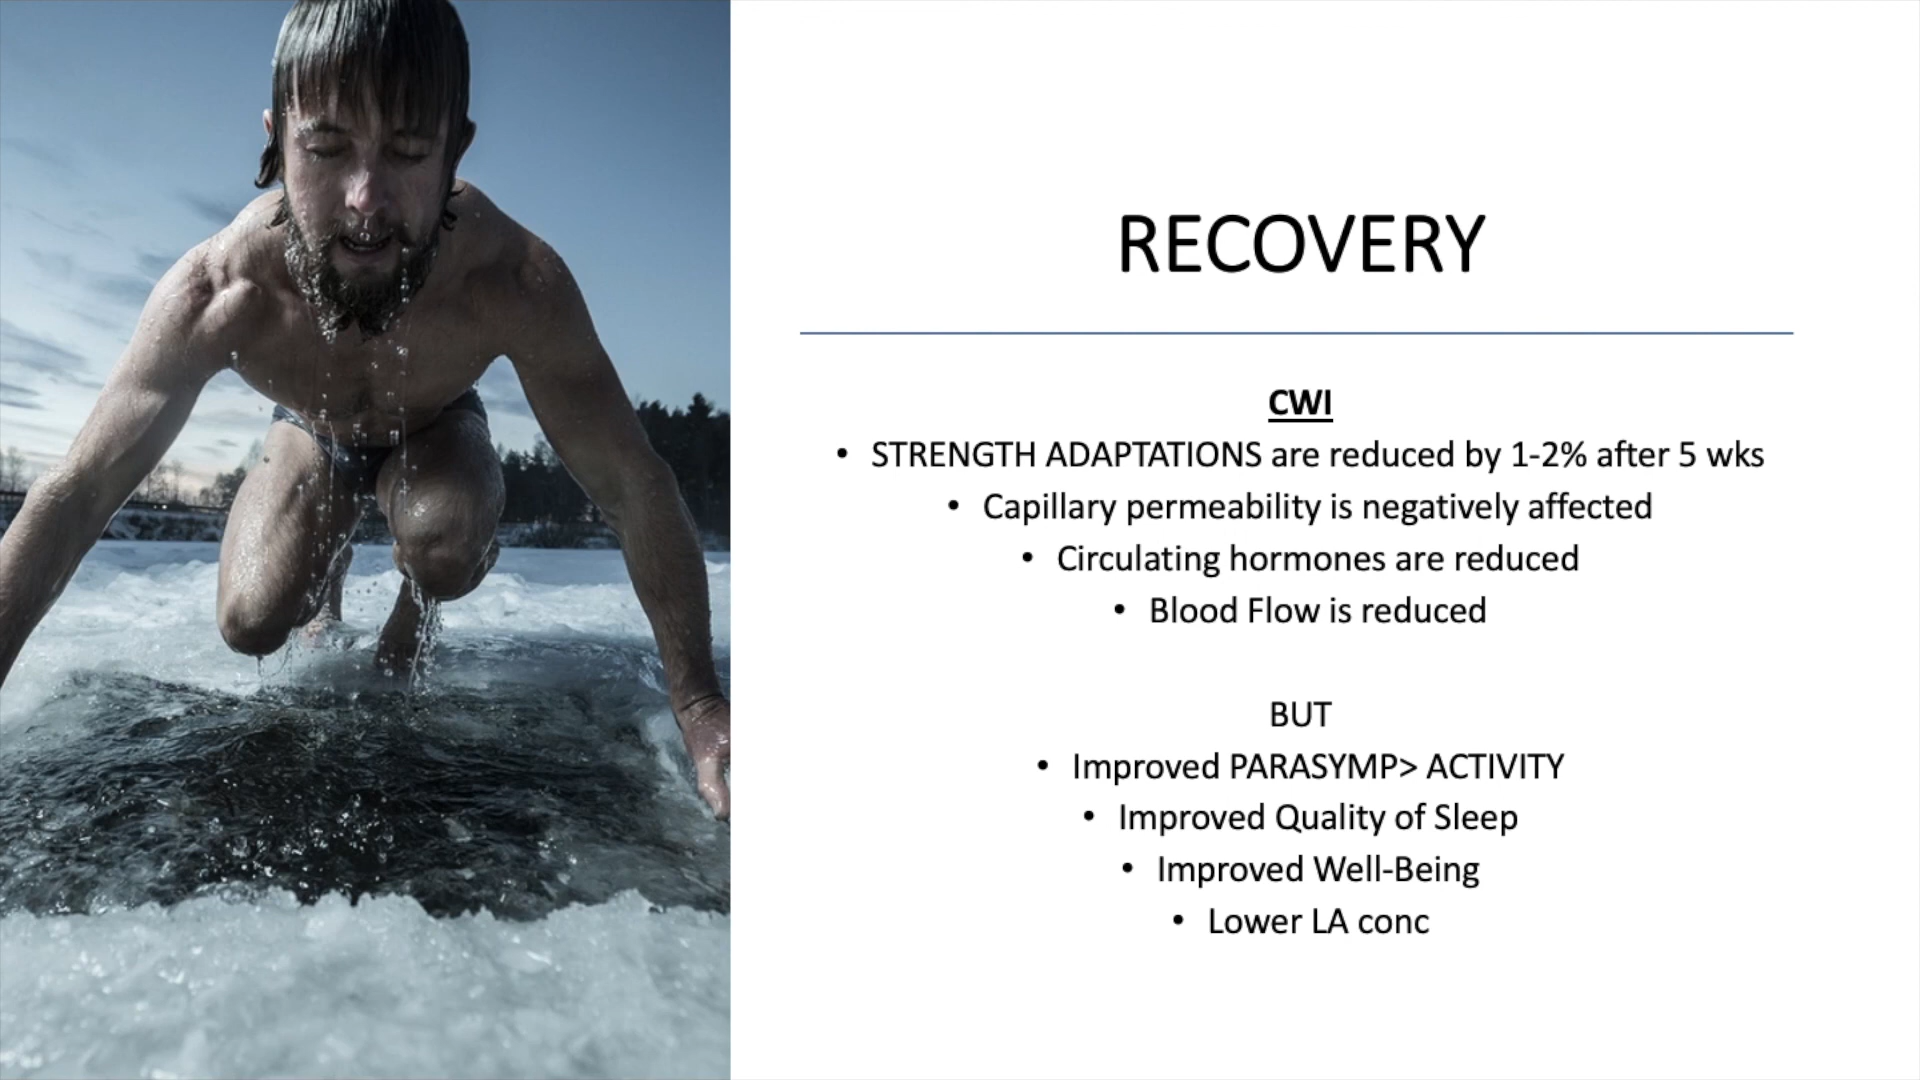 RECOVERY
CWI
• STRENGTH ADAPTATIONS are reduced by 1-2% after 5 wks
• Capillary permeability is negatively affected
• Circulating hormones are reduced
• Blood Flow is reduced
BUT
• Improved PARASYMP> ACTIVITY
• Improved Quality of Sleep
• Improved Well-Being
• Lower LA conc